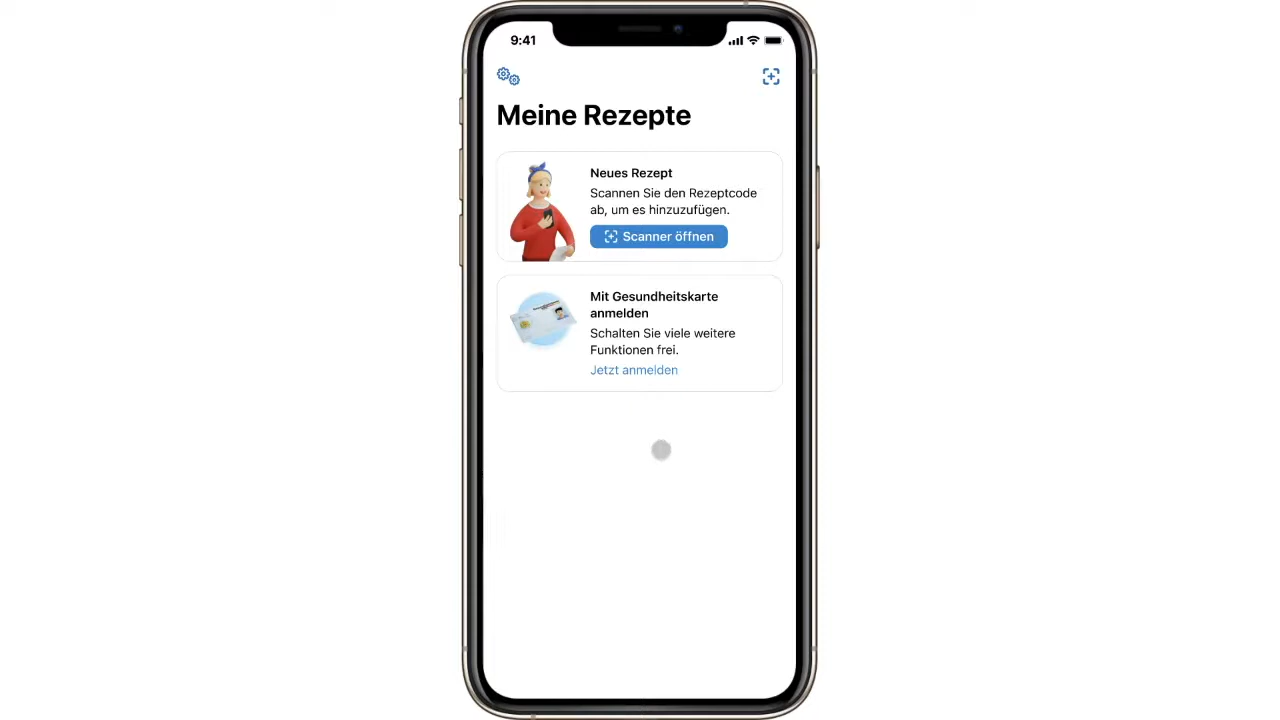 9:41
Meine Rezepte
Neues Rezept
Scannen Sie den Rezeptcode
ab, um es hinzuzufügen.
Scanner öffnen
Mit Gesundheitskarte
anmelden
Schalten Sie viele weitere
Funktionen frei.
Jetzt anmelden